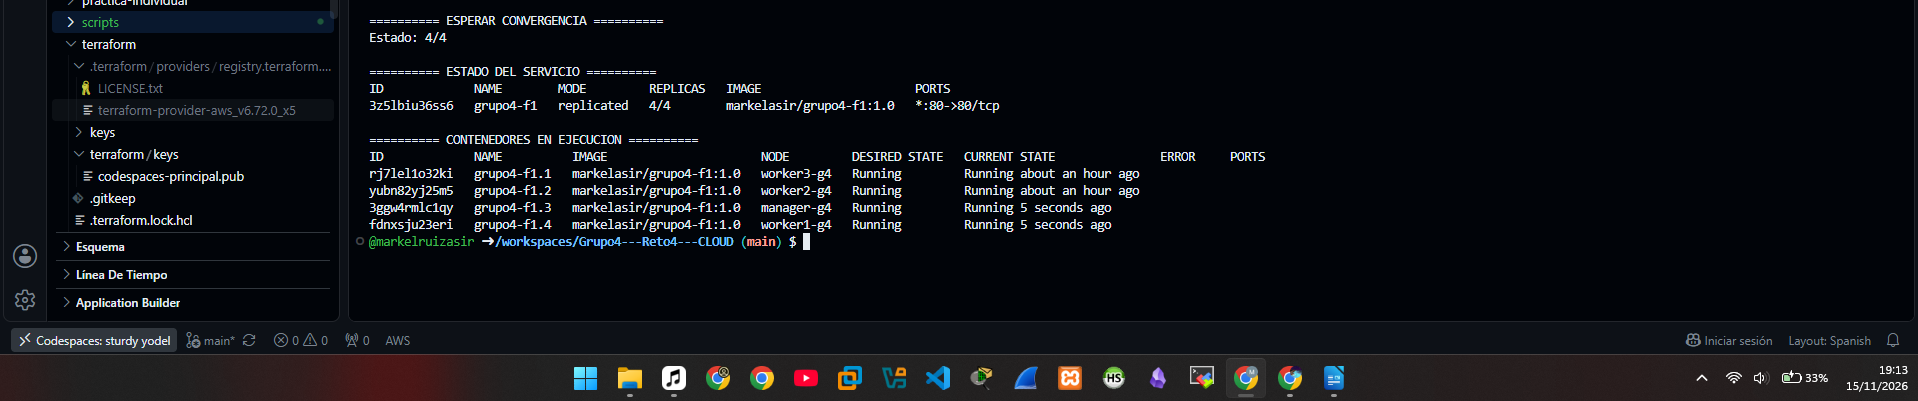 practica-individual
scripts
terraform
.terraform/providers/registry.terraform....
LICENSE.txt
terraform-provider-aws_v6.72.0_x5
keys
terraform/keys
codespaces-principal.pub
.gitkeep
.terraform.lock.hcl
Esquema
Línea De Tiempo
Application Builder
========== ESPERAR CONVERGENCIA ==========
Estado: 4/4
========== ESTADO DEL SERVICIO ==========
ID NAME MODE REPLICAS IMAGE PORTS
3z5lbiu36ss6 grupo4-f1 replicated 4/4 markelasir/grupo4-f1:1.0 *:80->80/tcp
========== CONTENEDORES EN EJECUCION ==========
ID NAME IMAGE NODE DESIRED STATE CURRENT STATE ERROR PORTS
rj7lel1o32ki grupo4-f1.1 markelasir/grupo4-f1:1.0 worker3-g4 Running Running about an hour ago
yubn82yj25m5 grupo4-f1.2 markelasir/grupo4-f1:1.0 worker2-g4 Running Running about an hour ago
3ggw4rmlc1qy grupo4-f1.3 markelasir/grupo4-f1:1.0 manager-g4 Running Running 5 seconds ago
fdnxsju23eri grupo4-f1.4 markelasir/grupo4-f1:1.0 worker1-g4 Running Running 5 seconds ago
@markelruizasir ➜/workspaces/Grupo4---Reto4---CLOUD (main) $
Codespaces: sturdy yodel main* 0 0 0 AWS Iniciar sesión Layout: Spanish
33% 19:13
15/11/2026